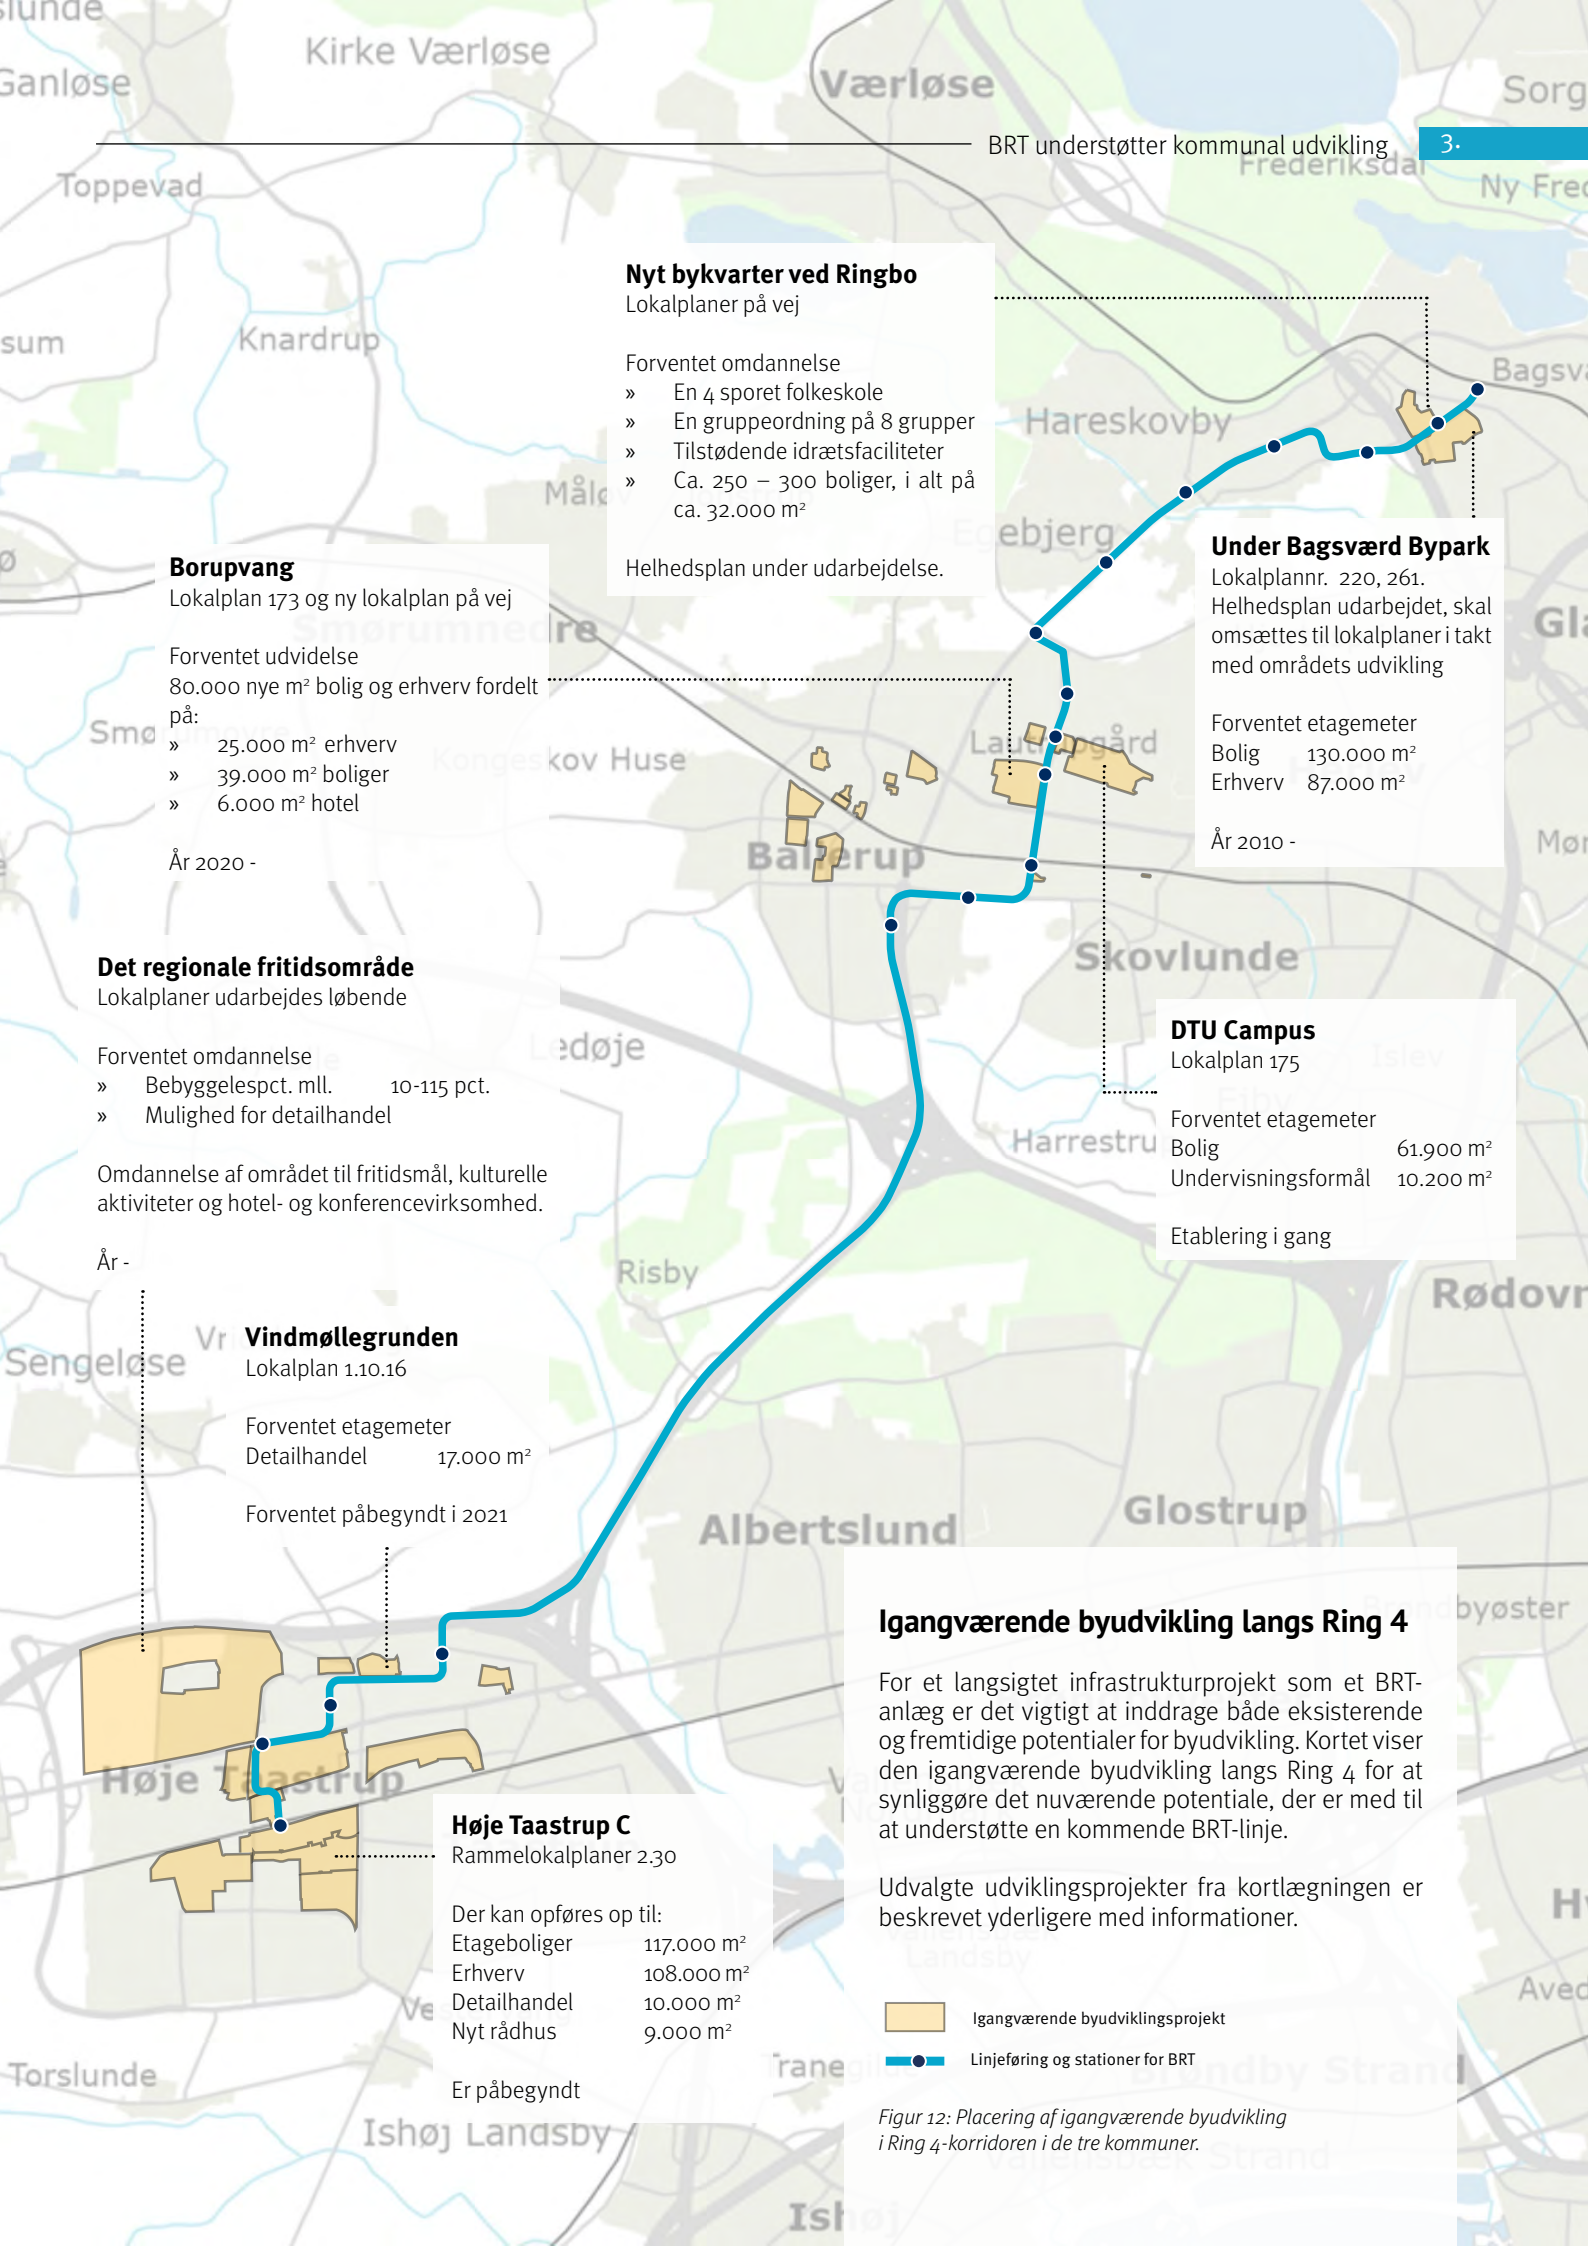 BRT understøtter kommunal udvikling 3.
Nyt bykvarter ved Ringbo
Lokalplaner på vej
Forventet omdannelse
» En 4 sporet folkeskole
» En gruppeordning på 8 grupper
» Tilstødende idrætsfaciliteter
» Ca. 250 – 300 boliger, i alt på
ca. 32.000 m²
Helhedsplan under udarbejdelse.
Under Bagsværd Bypark
Lokalplannr. 220, 261.
Helhedsplan udarbejdet, skal
omsættes til lokalplaner i takt
med områdets udvikling
Forventet etagemeter
Bolig 130.000 m²
Erhverv 87.000 m²
År 2010 -
Borupvang
Lokalplan 173 og ny lokalplan på vej
Forventet udvidelse
80.000 nye m² bolig og erhverv fordelt
på:
» 25.000 m² erhverv
» 39.000 m² boliger
» 6.000 m² hotel
År 2020 -
Det regionale fritidsområde
Lokalplaner udarbejdes løbende
Forventet omdannelse
» Bebyggelespct. mll. 10-115 pct.
» Mulighed for detailhandel
Omdannelse af området til fritidsmål, kulturelle
aktiviteter og hotel- og konferencevirksomhed.
År -
DTU Campus
Lokalplan 175
Forventet etagemeter
Bolig 61.900 m²
Undervisningsformål 10.200 m²
Etablering i gang
Vindmøllegrunden
Lokalplan 1.10.16
Forventet etagemeter
Detailhandel 17.000 m²
Forventet påbegyndt i 2021
Høje Taastrup C
Rammelokalplaner 2.30
Der kan opføres op til:
Etageboliger 117.000 m²
Erhverv 108.000 m²
Detailhandel 10.000 m²
Nyt rådhus 9.000 m²
Er påbegyndt
Igangværende byudvikling langs Ring 4
For et langsigtet infrastrukturprojekt som et BRT-
anlæg er det vigtigt at inddrage både eksisterende
og fremtidige potentialer for byudvikling. Kortet viser
den igangværende byudvikling langs Ring 4 for at
synliggøre det nuværende potentiale, der er med til
at understøtte en kommende BRT-linje.
Udvalgte udviklingsprojekter fra kortlægningen er
beskrevet yderligere med informationer.
Igangværende byudviklingsprojekt
Linjeføring og stationer for BRT
Figur 12: Placering af igangværende byudvikling
i Ring 4-korridoren i de tre kommuner.
Kirke Værløse
Ganløse
Værløse
Toppevad
Knardrup
Hareskovby
Skovlunde
Ballerup
Risby
Sengeløse
Albertslund
Glostrup
Høje Taastrup
Torslunde
Ishøj Landsby
Ishøj
Brøndby Strand